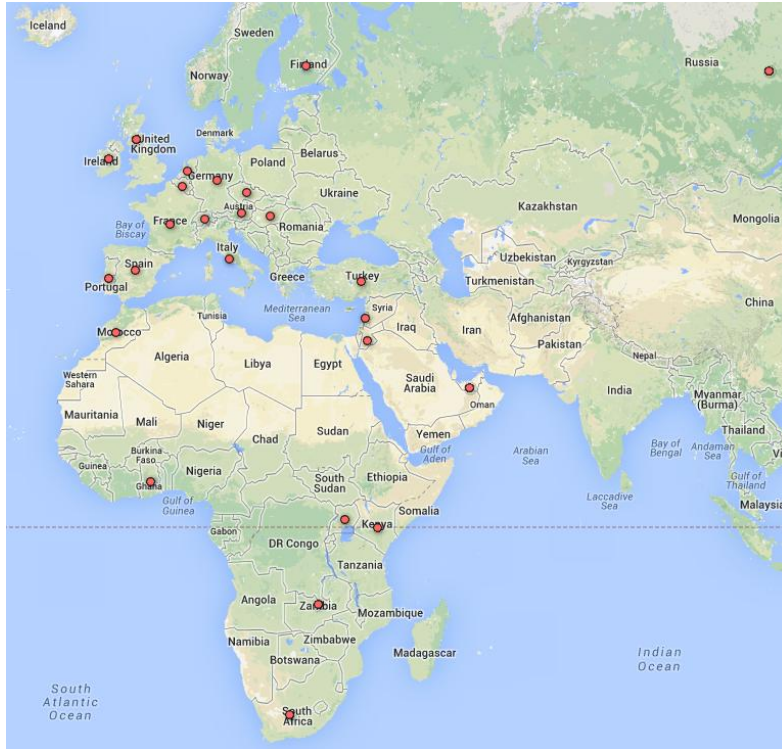 Iceland
Sweden
Finland
Russia
Norway
United
Kingdom
Denmark
Ireland
Belarus
Poland
Germany
Ukraine
Kazakhstan
Austria
France
Bay of
Biscay
Romania
Mongolia
Italy
Uzbekistan
Kyrgyzstan
Spain
Greece
Turkey
Turkmenistan
Portugal
China
Mediterranean
Sea
Syria
Tunisia
Afghanistan
Morocco
Iraq
Iran
Pakistan
Algeria
Libya
Egypt
Nepal
Western
Sahara
Saudi
Arabia
India
Oman
Myanmar
(Burma)
Mauritania
Mali
Niger
Thailand
Chad
Sudan
Yemen
Gulf of
Aden
Arabian
Sea
Bay of
Bengal
Andaman
Sea
Vi
Burkina
Faso
Guinea
Nigeria
South
Sudan
Ethiopia
Gulf of
Thailand
Ghana
Laccadive
Sea
Gulf of
Guinea
Somalia
Malaysia
Gabon
Kenya
DR Congo
Tanzania
Angola
Zambia
Mozambique
Zimbabwe
Namibia
Madagascar
Botswana
Indian
Ocean
South
Atlantic
Ocean
South
Africa